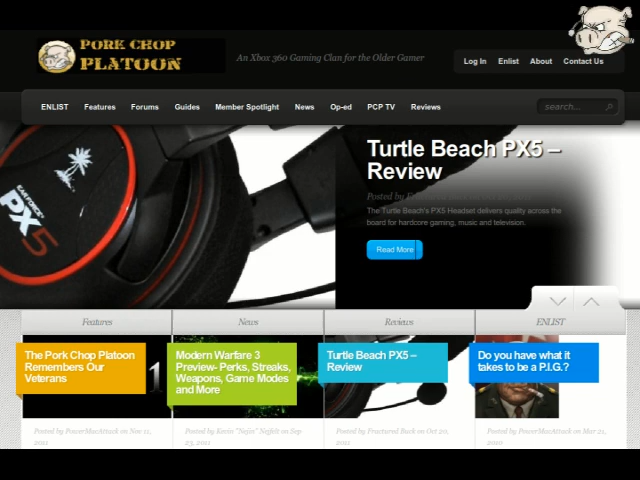 PORK CHOP
PLATOON
An Xbox 360 Gaming Clan for the Older Gamer
Log In Enlist About Contact Us
ENLIST Features Forums Guides Member Spotlight News Op-ed PCP TV Reviews
search...
EAR FORCE
PX5
Turtle Beach PX5 –
Review
Posted by
The Turtle Beach's PX5 Headset delivers quality across the
board for hardcore gaming, music and television.
Read More
Features News Reviews ENLIST
The Pork Chop Platoon
Remembers Our
Veterans
Modern Warfare 3
Preview- Perks, Streaks,
Weapons, Game Modes
and More
Turtle Beach PX5 –
Review
Do you have what it
takes to be a P.I.G.?
Posted by PowerMacAttack on Nov 11,
2011
Posted by Kevin "Nejin" Nejfelt on Sep
23, 2011
Posted by Fractured Back on Oct 20,
2011
Posted by PowerMacAttack on Mar 21,
2010